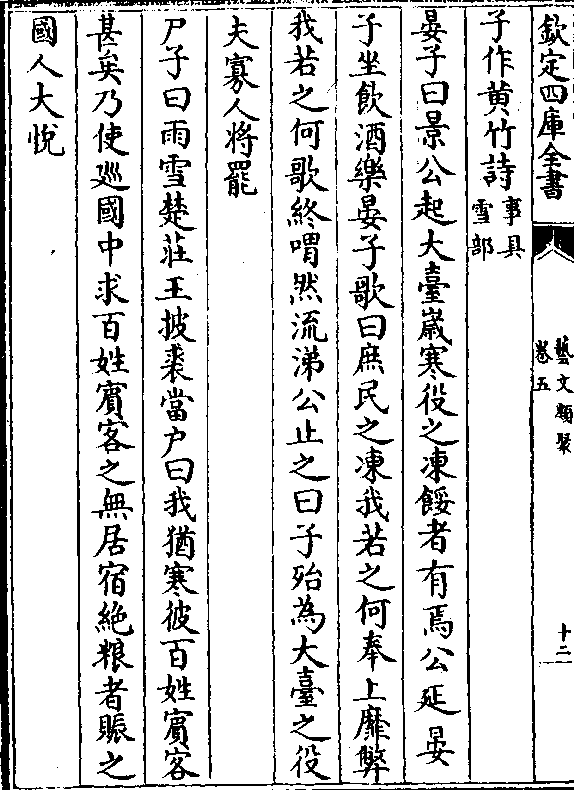 欽定四庫全書
藝文類聚
卷五
十二
子作黄竹詩事具
雪部
晏子曰景公起大臺嵗寒役之凍餒者有焉公延晏
子坐飲酒樂晏子歌曰庶民之凍我若之何奉上靡弊
我若之何歌終喟然流涕公止之曰子殆為大臺之役
夫寡人将罷
尸子曰雨雪楚莊王披裘當户曰我猶寒彼百姓賔客
甚矣乃使廵國中求百姓賔客之無居宿絶粮者賑之
國人大悅